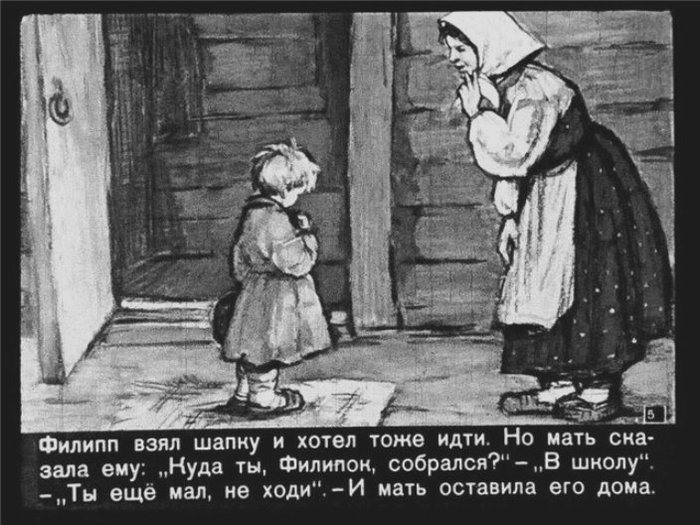 5
Филипп взял шапку и хотел тоже идти. Но мать ска-
зала ему: „Куда ты, Филипок, собрался?“ – „В школу“.
– „Ты ещё мал, не ходи“. – И мать оставила его дома.